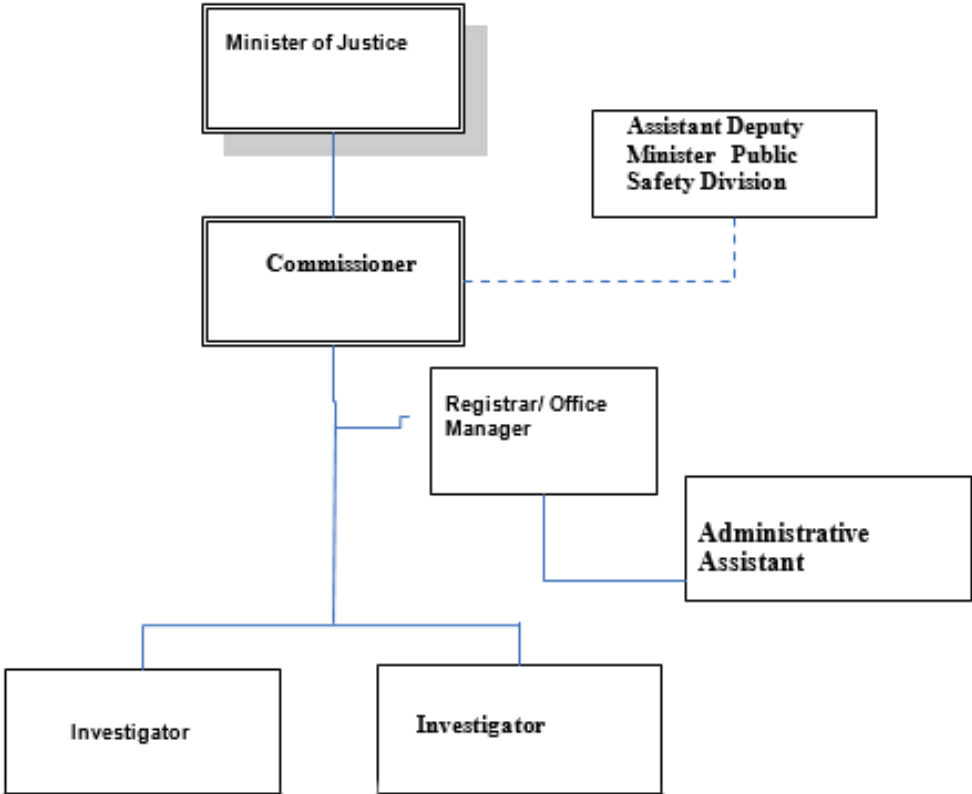 Minister of Justice
Assistant Deputy
Minister Public
Safety Division
Commissioner
Registrar/ Office
Manager
Administrative
Assistant
Investigator
Investigator